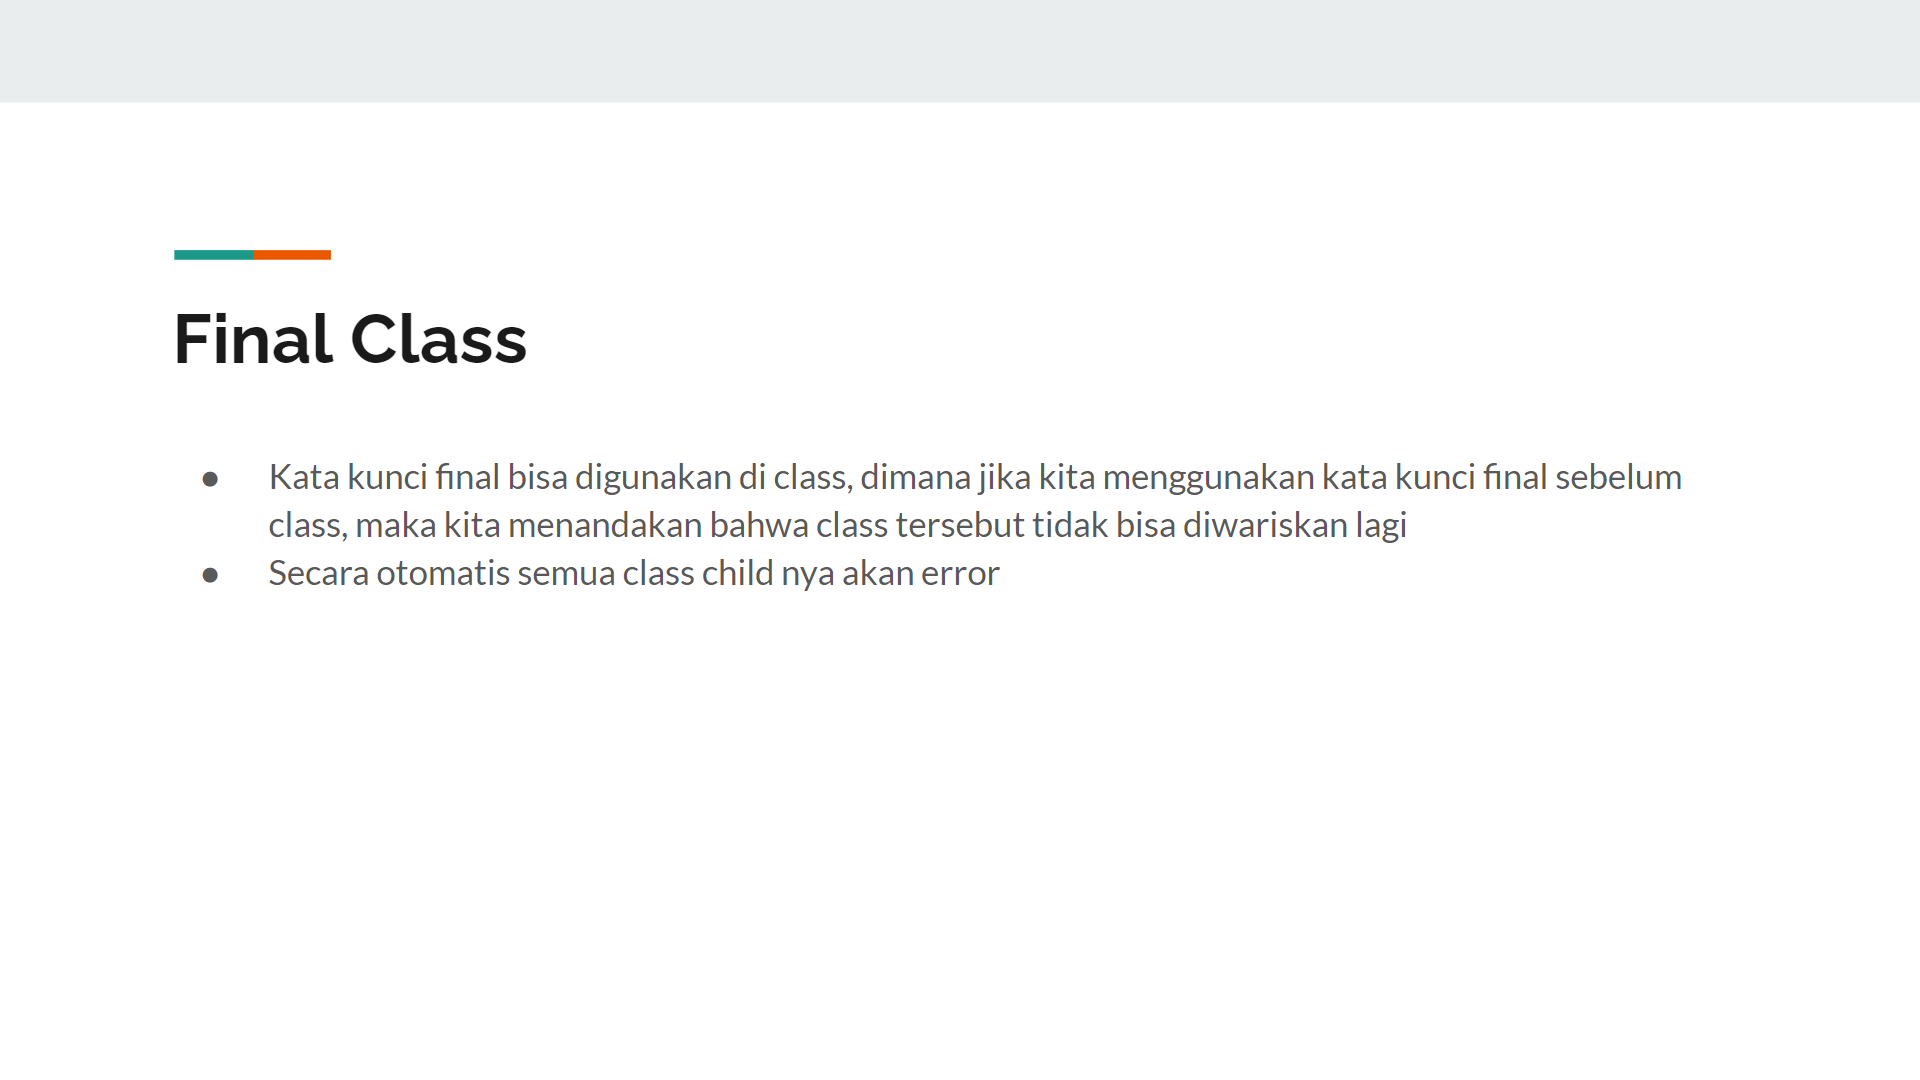 Final Class
● Kata kunci final bisa digunakan di class, dimana jika kita menggunakan kata kunci final sebelum
class, maka kita menandakan bahwa class tersebut tidak bisa diwariskan lagi
● Secara otomatis semua class child nya akan error